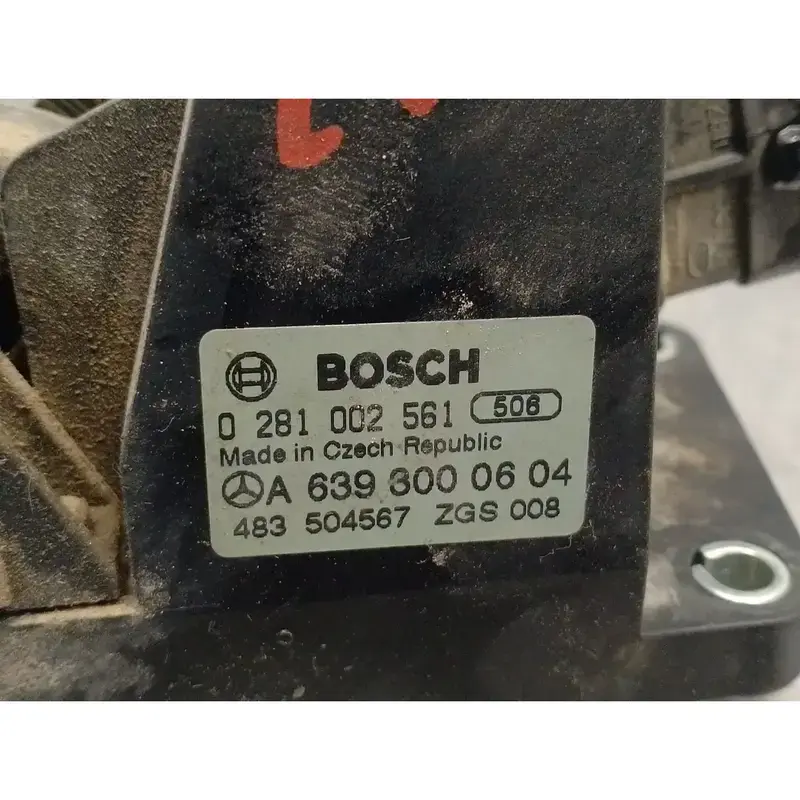 BOSCH
0 281 002 561 506
Made in Czech Republic
A 639 300 06 04
483 504567 ZGS 008